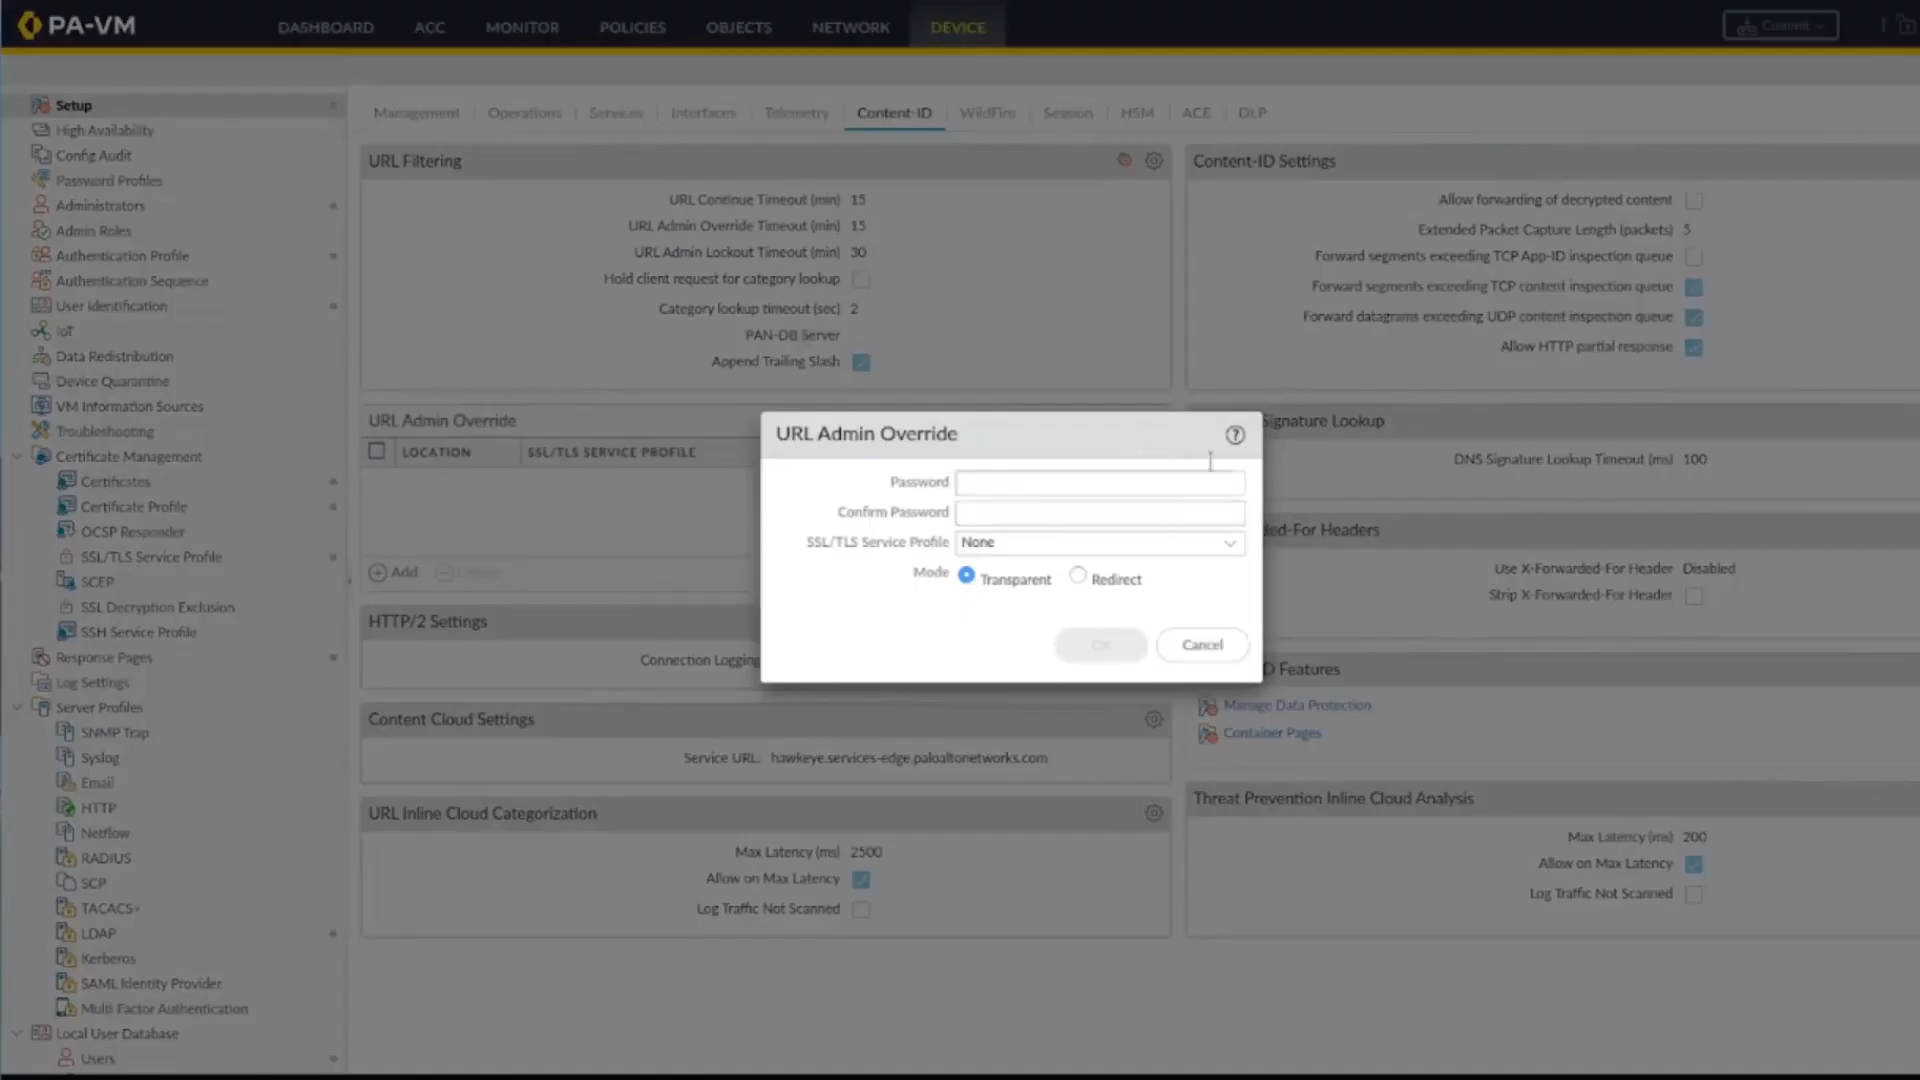 PA-VM
DASHBOARD ACC MONITOR POLICIES OBJECTS NETWORK DEVICE
Commit
Setup
High Availability
Config Audit
Password Profiles
Administrators
Admin Roles
Authentication Profile
Authentication Sequence
User Identification
IoT
Data Redistribution
Device Quarantine
VM Information Sources
Troubleshooting
Certificate Management
Certificates
Certificate Profile
OCSP Responder
SSL/TLS Service Profile
SCEP
SSL Decryption Exclusion
SSH Service Profile
Response Pages
Log Settings
Server Profiles
SNMP Trap
Syslog
Email
HTTP
Netflow
RADIUS
SCP
TACACS+
LDAP
Kerberos
SAML Identity Provider
Multi Factor Authentication
Local User Database
Users
Management Operations Services Interfaces Telemetry Content-ID WildFire Session HSM ACE DLP
URL Filtering
URL Continue Timeout (min) 15
URL Admin Override Timeout (min) 15
URL Admin Lockout Timeout (min) 30
Hold client request for category lookup
Category lookup timeout (sec) 2
PAN-DB Server
Append Trailing Slash
URL Admin Override
LOCATION SSL/TLS SERVICE PROFILE
Add
HTTP/2 Settings
Connection Logging
Content Cloud Settings
Service URL hawkeye.services-edge.paloaltonetworks.com
URL Inline Cloud Categorization
Max Latency (ms) 2500
Allow on Max Latency
Log Traffic Not Scanned
URL Admin Override
Password
Confirm Password
SSL/TLS Service Profile None
Mode Transparent Redirect
OK Cancel
Content-ID Settings
Allow forwarding of decrypted content
Extended Packet Capture Length (packets) 5
Forward segments exceeding TCP App-ID inspection queue
Forward segments exceeding TCP content inspection queue
Forward datagrams exceeding UDP content inspection queue
Allow HTTP partial response
Signature Lookup
DNS Signature Lookup Timeout (ms) 100
ded-For Headers
Use X-Forwarded-For Header Disabled
Strip X-Forwarded-For Header
D Features
Manage Data Protection
Container Pages
Threat Prevention Inline Cloud Analysis
Max Latency (ms) 200
Allow on Max Latency
Log Traffic Not Scanned